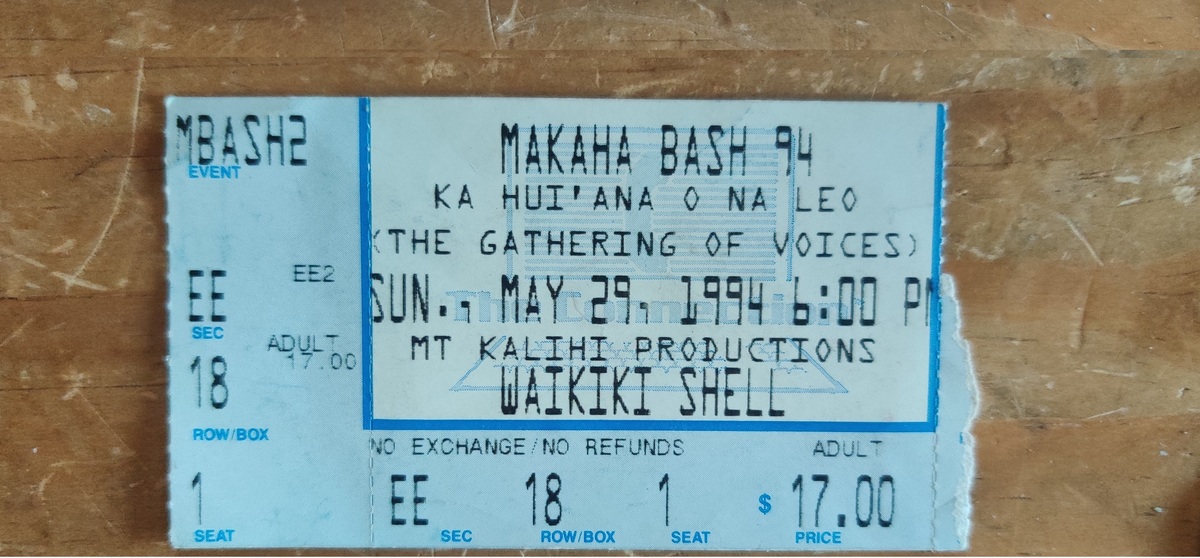 MBASH2
EVENT
EE2
EE
SEC
ADULT
17.00
18
ROW/BOX
1
SEAT
MAKAHA BASH 94
KA HUI'ANA O NA LEO
(THE GATHERING OF VOICES)
SUN., MAY 29, 1994 6:00 PM
The Connection
MT KALIHI PRODUCTIONS
WAIKIKI SHELL
NO EXCHANGE/NO REFUNDS ADULT
EE 18 1 $ 17.00
SEC ROW/BOX SEAT PRICE